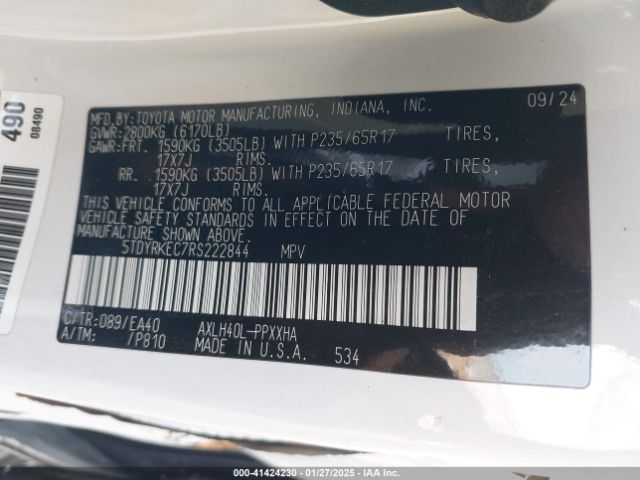 490
08490
MFD.BY:TOYOTA MOTOR MANUFACTURING, INDIANA, INC. 09/24
GVWR:2800KG (6170LB)
GAWR:FRT. 1590KG (3505LB) WITH P235/65R17 TIRES,
17X7J RIMS.
RR. 1590KG (3505LB) WITH P235/65R17 TIRES,
17X7J RIMS.
THIS VEHICLE CONFORMS TO ALL APPLICABLE FEDERAL MOTOR
VEHICLE SAFETY STANDARDS IN EFFECT ON THE DATE OF
MANUFACTURE SHOWN ABOVE.
5TDYRKEC7RS222844 MPV
C/TR:089/EA40 AXLH40L-PPXXHA
A/TM: /P810 MADE IN U.S.A. 534
000-41424230 - 01/27/2025 - IAA Inc.